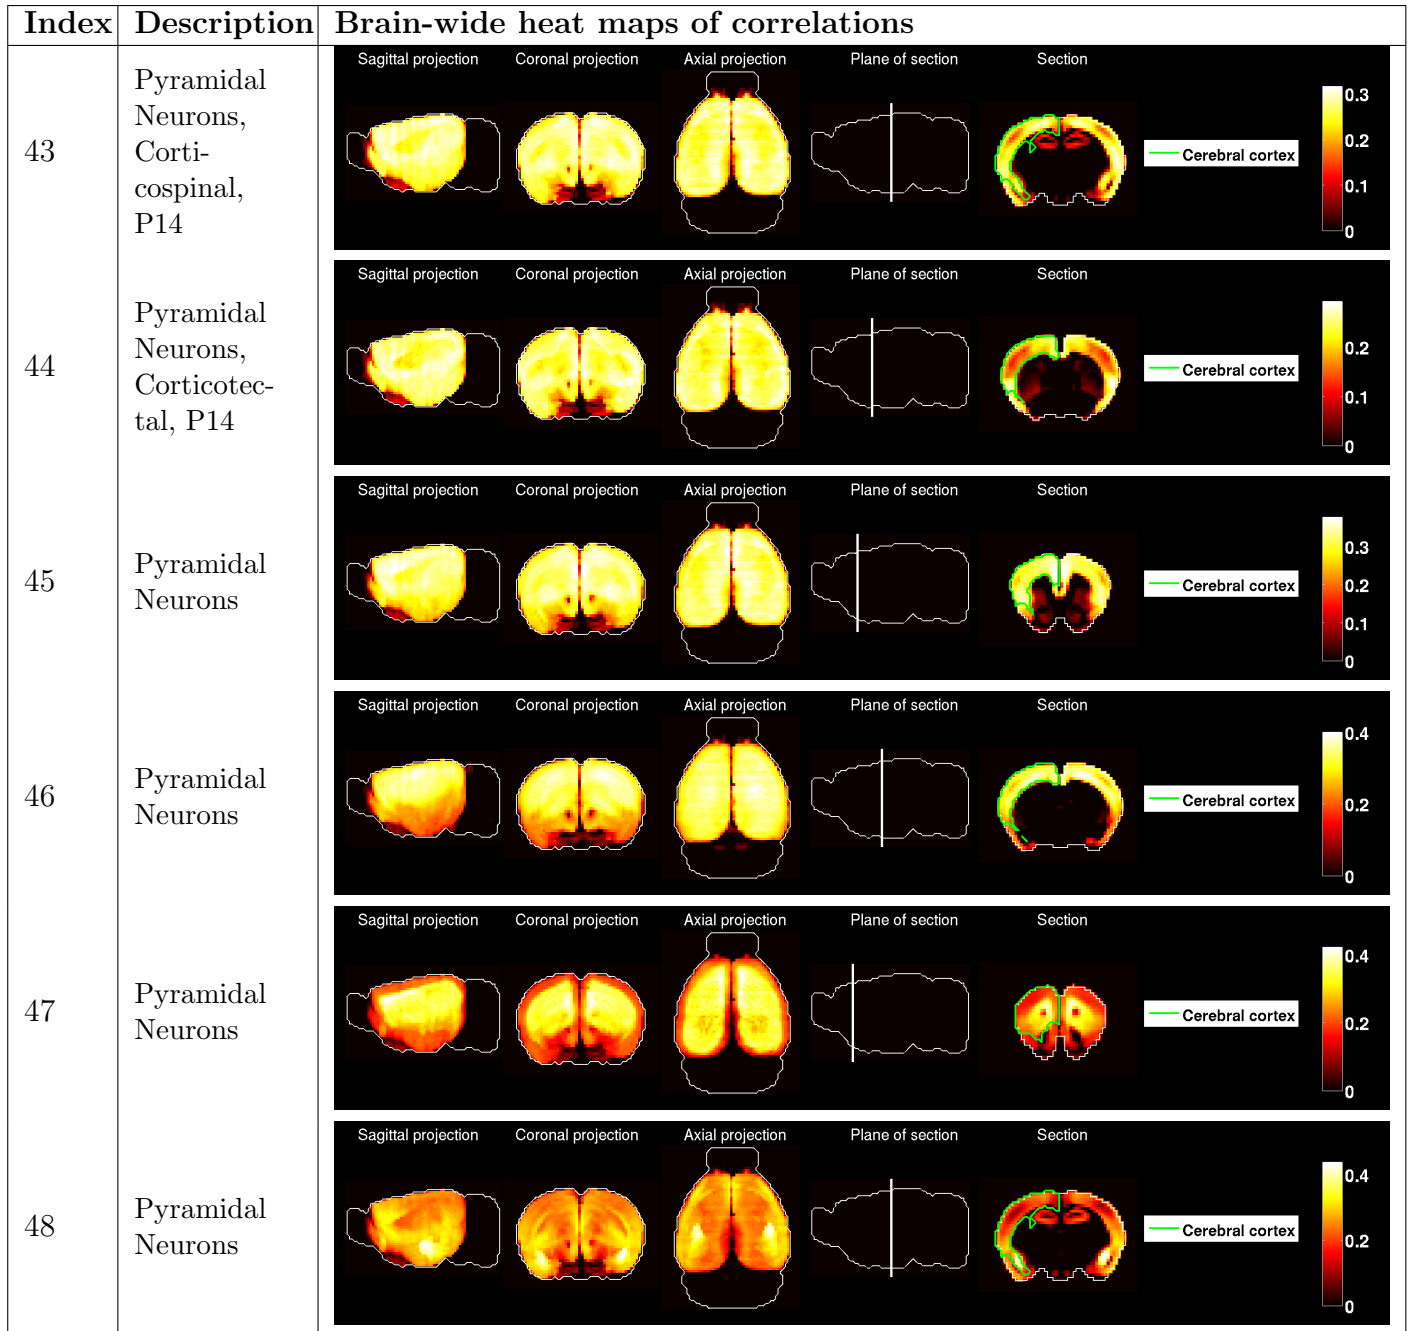 Index Description Brain-wide heat maps of correlations
43
Pyramidal
Neurons,
Corti-
cospinal,
P14
Sagittal projection Coronal projection Axial projection Plane of section Section
Cerebral cortex
0.3
0.2
0.1
0
44
Pyramidal
Neurons,
Corticotec-
tal, P14
Sagittal projection Coronal projection Axial projection Plane of section Section
Cerebral cortex
0.2
0.1
0
45
Pyramidal
Neurons
Sagittal projection Coronal projection Axial projection Plane of section Section
Cerebral cortex
0.3
0.2
0.1
0
46
Pyramidal
Neurons
Sagittal projection Coronal projection Axial projection Plane of section Section
Cerebral cortex
0.4
0.2
0
47
Pyramidal
Neurons
Sagittal projection Coronal projection Axial projection Plane of section Section
Cerebral cortex
0.4
0.2
0
48
Pyramidal
Neurons
Sagittal projection Coronal projection Axial projection Plane of section Section
Cerebral cortex
0.4
0.2
0